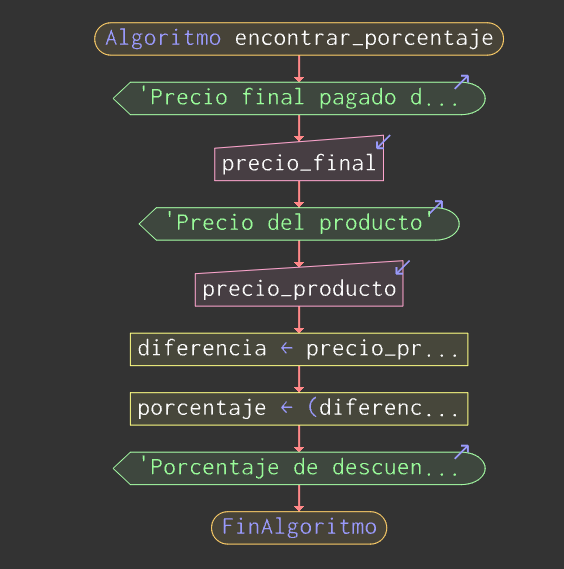 Algoritmo encontrar_porcentaje
'Precio final pagado d...
precio_final
'Precio del producto'
precio_producto
diferencia ← precio_pr...
porcentaje ← (diferenc...
'Porcentaje de descuen...
FinAlgoritmo